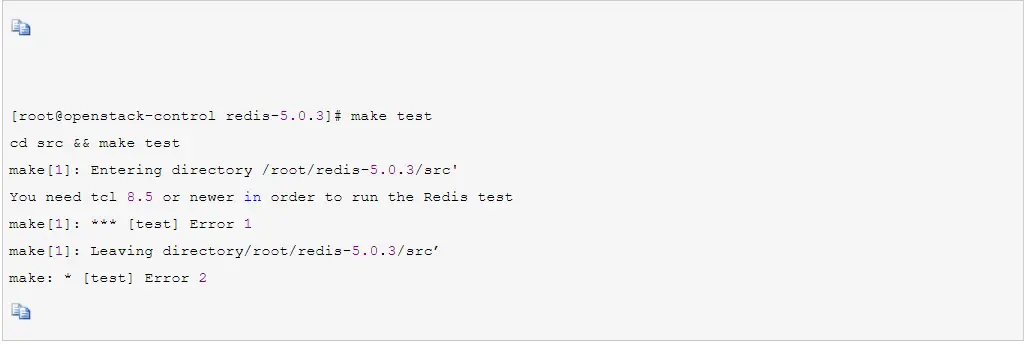 [root@openstack-control redis-5.0.3]# make test
cd src && make test
make[1]: Entering directory /root/redis-5.0.3/src'
You need tcl 8.5 or newer in order to run the Redis test
make[1]: *** [test] Error 1
make[1]: Leaving directory/root/redis-5.0.3/src’
make: * [test] Error 2